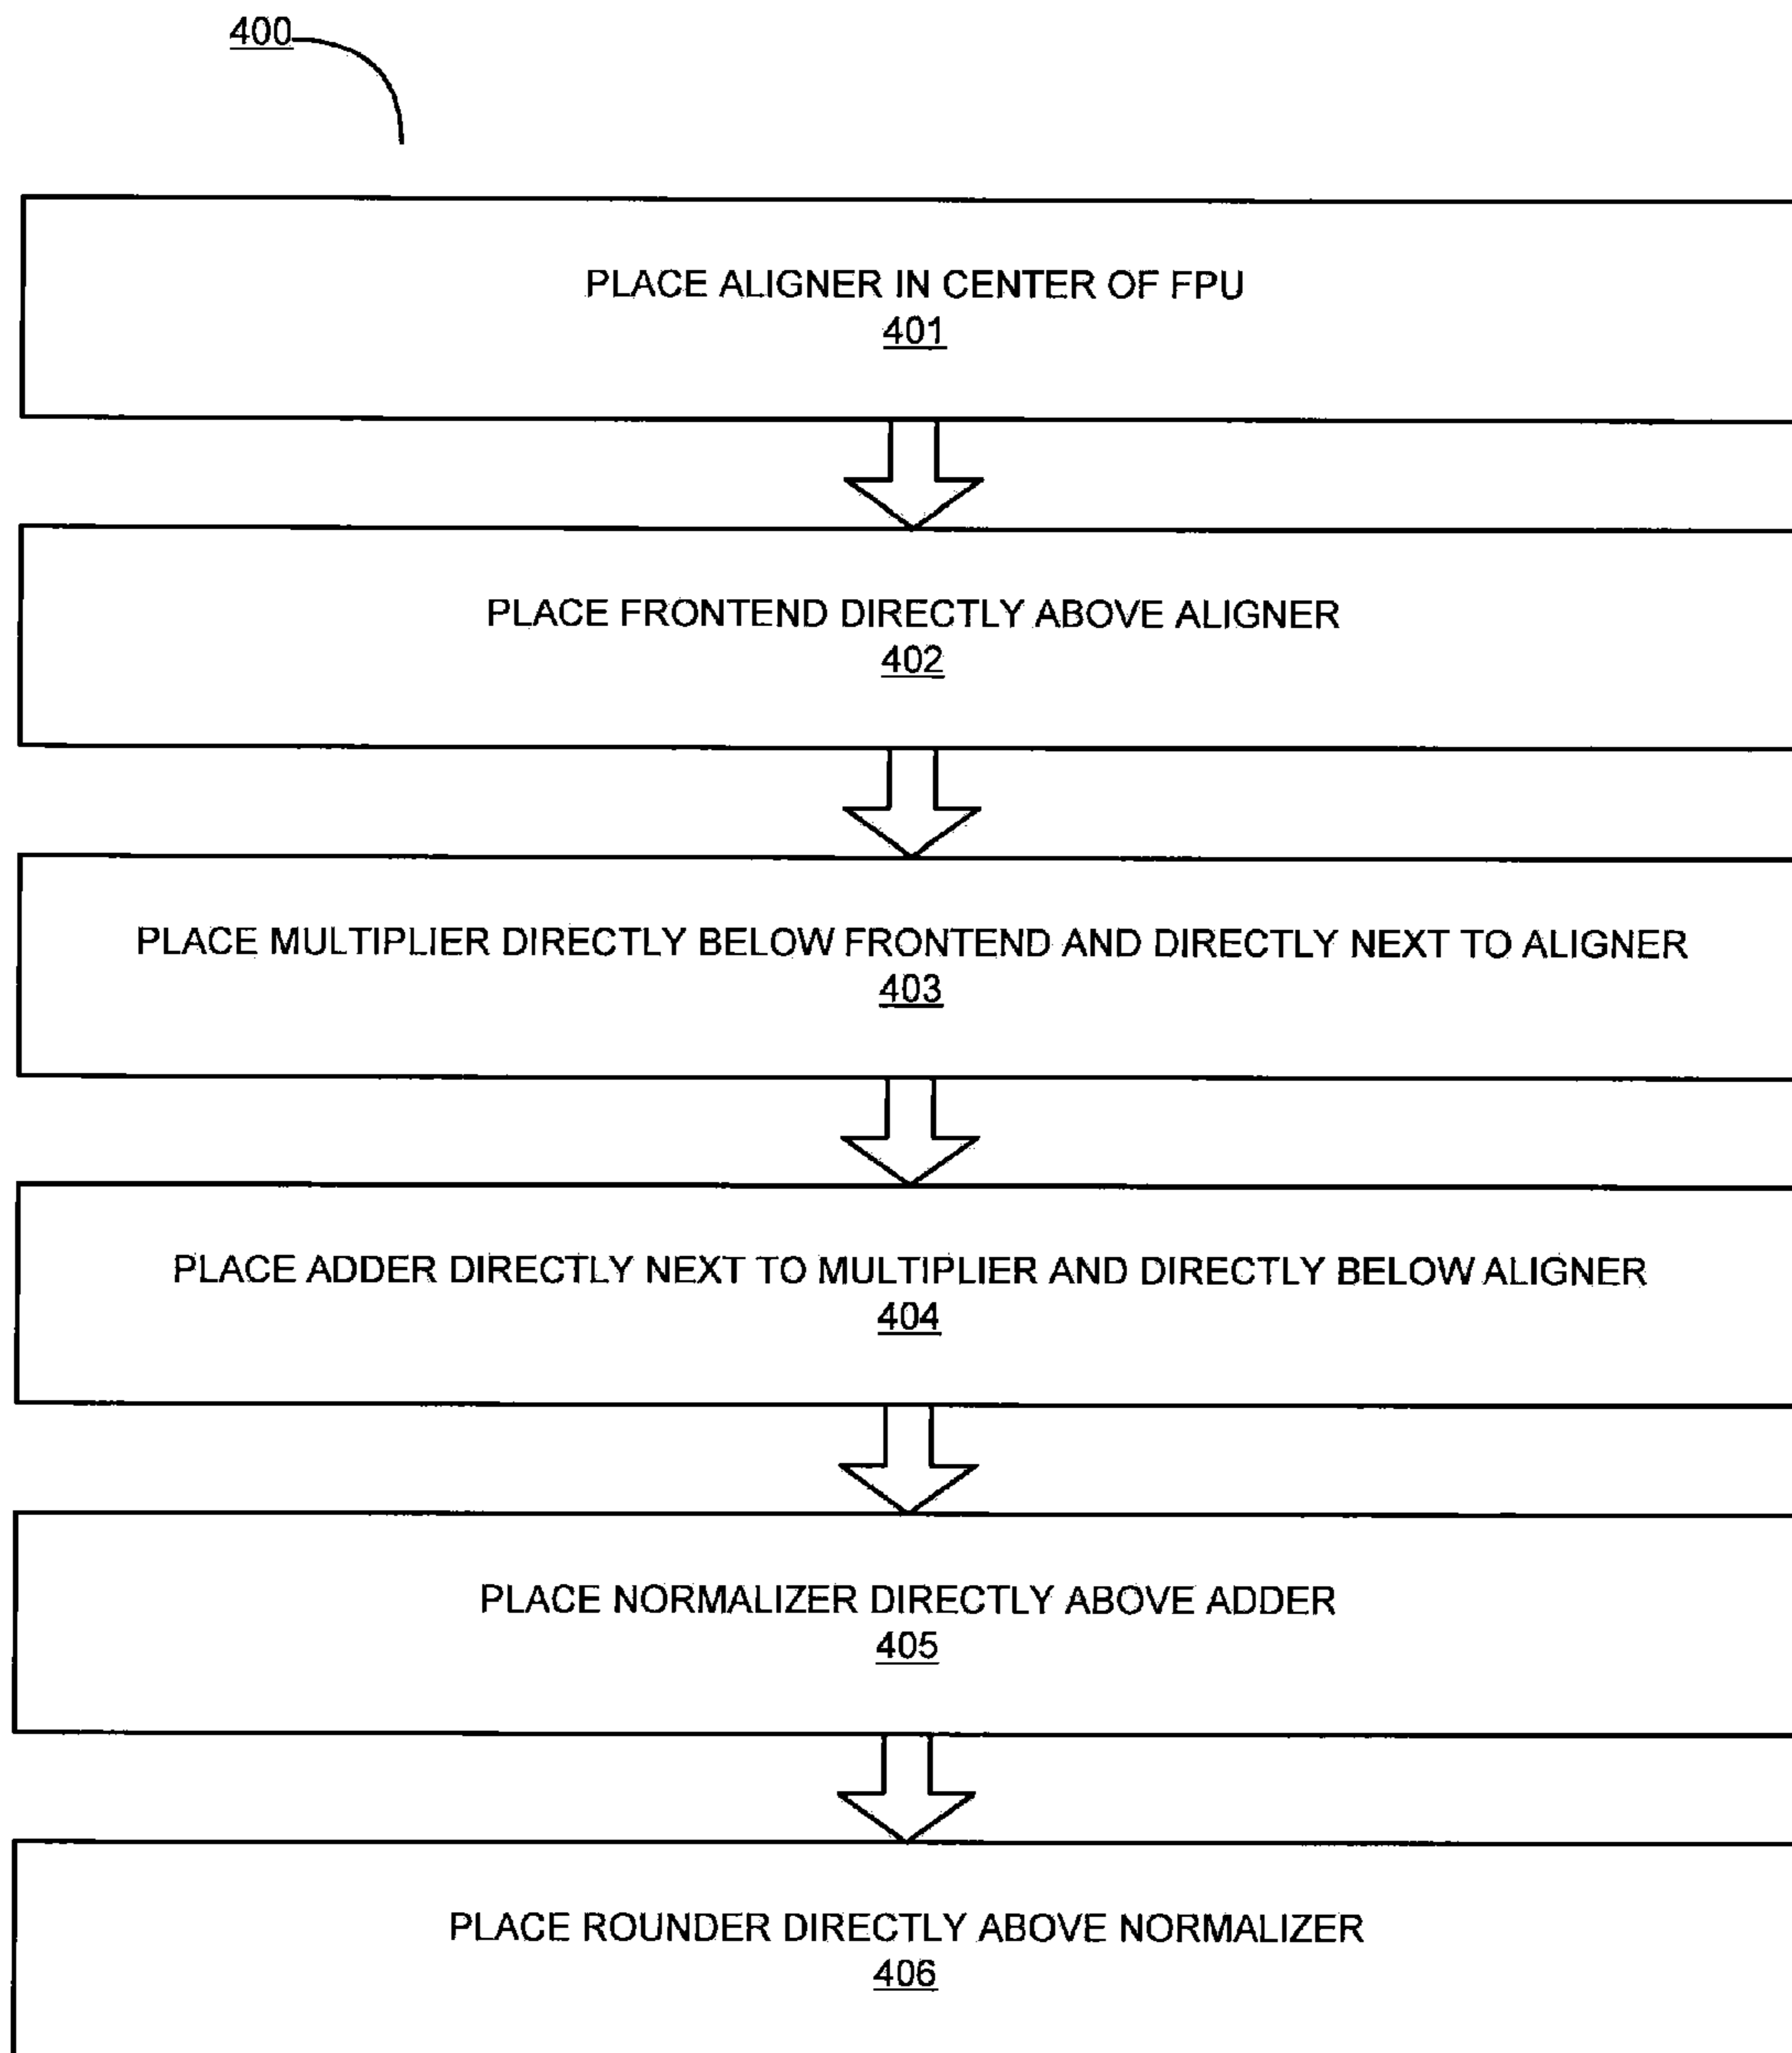 400
PLACE ALIGNER IN CENTER OF FPU
401
PLACE FRONTEND DIRECTLY ABOVE ALIGNER
402
PLACE MULTIPLIER DIRECTLY BELOW FRONTEND AND DIRECTLY NEXT TO ALIGNER
403
PLACE ADDER DIRECTLY NEXT TO MULTIPLIER AND DIRECTLY BELOW ALIGNER
404
PLACE NORMALIZER DIRECTLY ABOVE ADDER
405
PLACE ROUNDER DIRECTLY ABOVE NORMALIZER
406